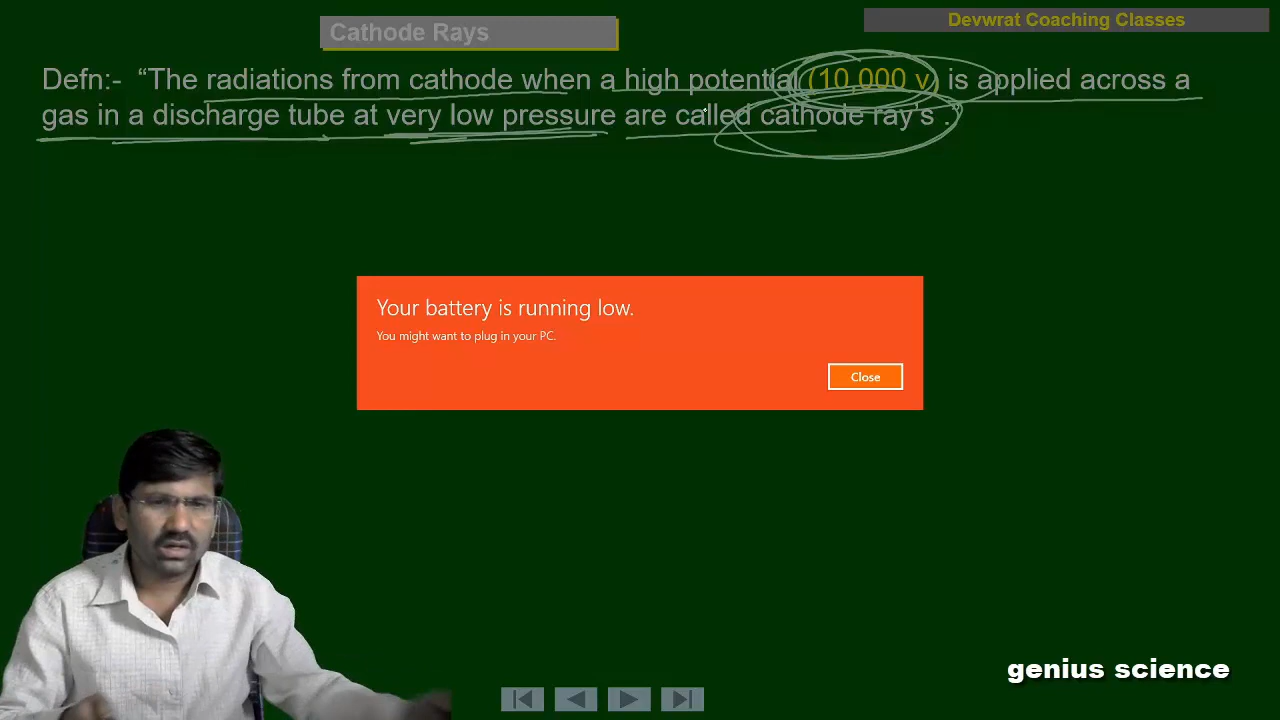 Cathode Rays
Devwrat Coaching Classes
Defn:- “The radiations from cathode when a high potential (10,000 v) is applied across a
gas in a discharge tube at very low pressure are called cathode ray's .”
Your battery is running low.
You might want to plug in your PC.
Close
genius science